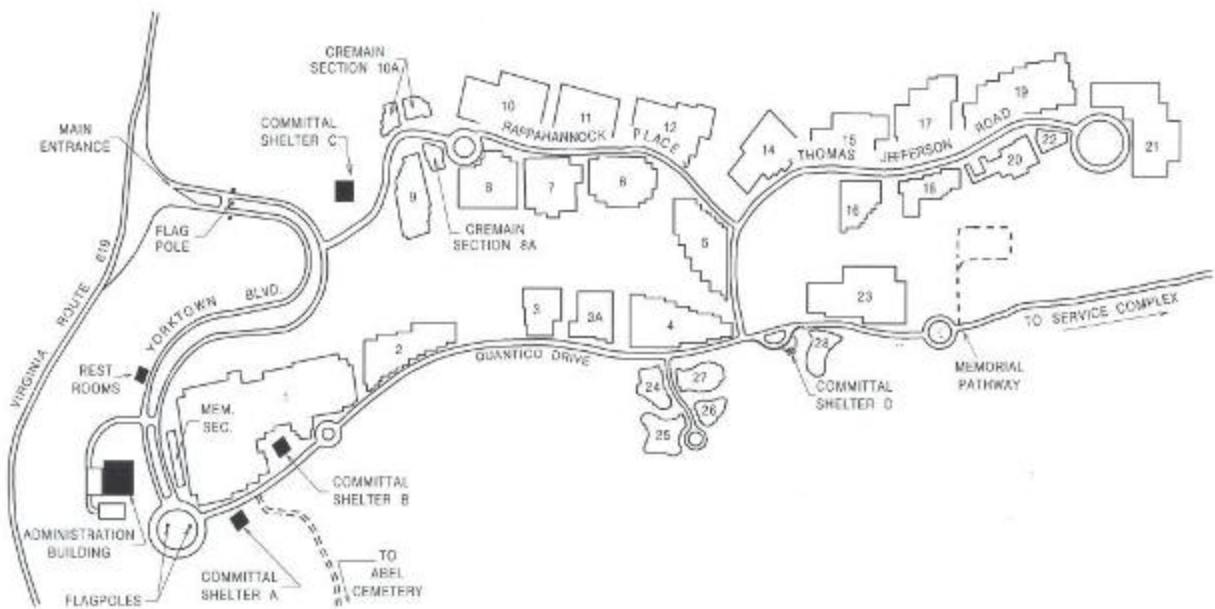 CREMAIN
SECTION 10A
MAIN
ENTRANCE
COMMITTAL
SHELTER C
10
11
12
RAPPAHANNOCK PLACE
14
15
17
19
THOMAS JEFFERSON ROAD
22
21
20
18
16
9
8
7
6
5
CREMAIN
SECTION 8A
FLAG
POLE
VIRGINIA ROUTE 619
YORKTOWN BLVD.
3
3A
4
23
TO SERVICE COMPLEX
2
QUANTICO DRIVE
REST
ROOMS
1
MEM.
SEC.
24
27
26
25
28
COMMITTAL
SHELTER D
MEMORIAL
PATHWAY
COMMITTAL
SHELTER B
ADMINISTRATION
BUILDING
FLAGPOLES
COMMITTAL
SHELTER A
TO
ABEL
CEMETERY